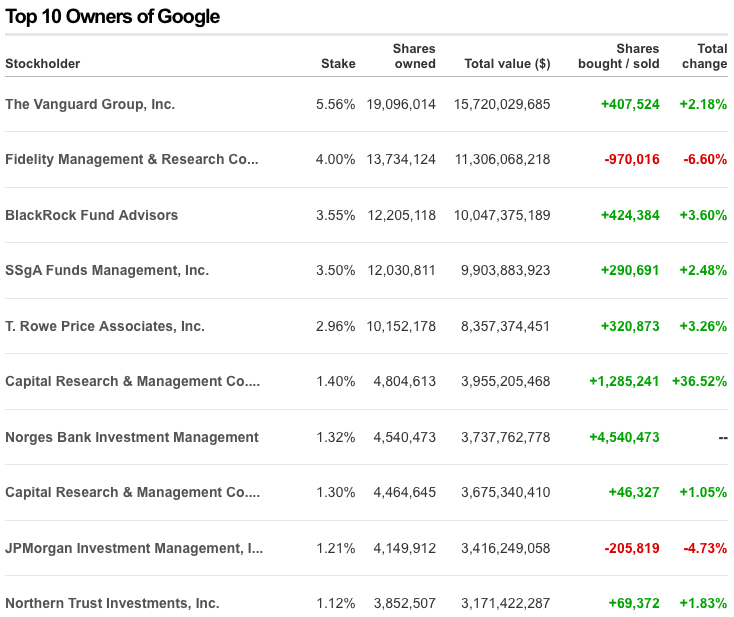 Top 10 Owners of Google
Shares Shares Total
Stockholder Stake owned Total value ($) bought / sold change
The Vanguard Group, Inc. 5.56% 19,096,014 15,720,029,685 +407,524 +2.18%
Fidelity Management & Research Co... 4.00% 13,734,124 11,306,068,218 -970,016 -6.60%
BlackRock Fund Advisors 3.55% 12,205,118 10,047,375,189 +424,384 +3.60%
SSgA Funds Management, Inc. 3.50% 12,030,811 9,903,883,923 +290,691 +2.48%
T. Rowe Price Associates, Inc. 2.96% 10,152,178 8,357,374,451 +320,873 +3.26%
Capital Research & Management Co.... 1.40% 4,804,613 3,955,205,468 +1,285,241 +36.52%
Norges Bank Investment Management 1.32% 4,540,473 3,737,762,778 +4,540,473 --
Capital Research & Management Co.... 1.30% 4,464,645 3,675,340,410 +46,327 +1.05%
JPMorgan Investment Management, I... 1.21% 4,149,912 3,416,249,058 -205,819 -4.73%
Northern Trust Investments, Inc. 1.12% 3,852,507 3,171,422,287 +69,372 +1.83%